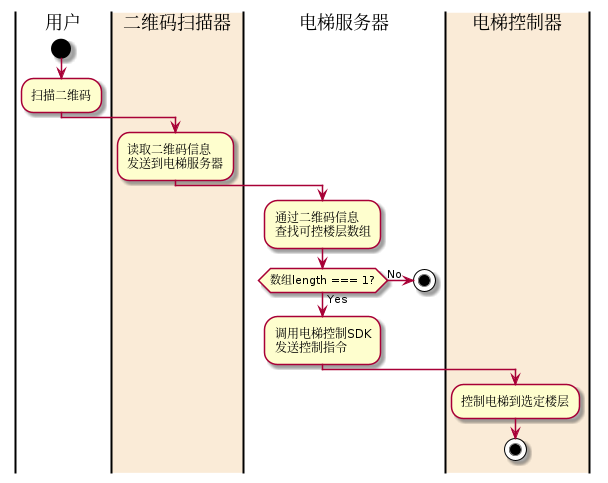 用户
二维码扫描器
电梯服务器
电梯控制器
扫描二维码
读取二维码信息
发送到电梯服务器
通过二维码信息
查找可控楼层数组
数组length === 1?
No
Yes
调用电梯控制SDK
发送控制指令
控制电梯到选定楼层